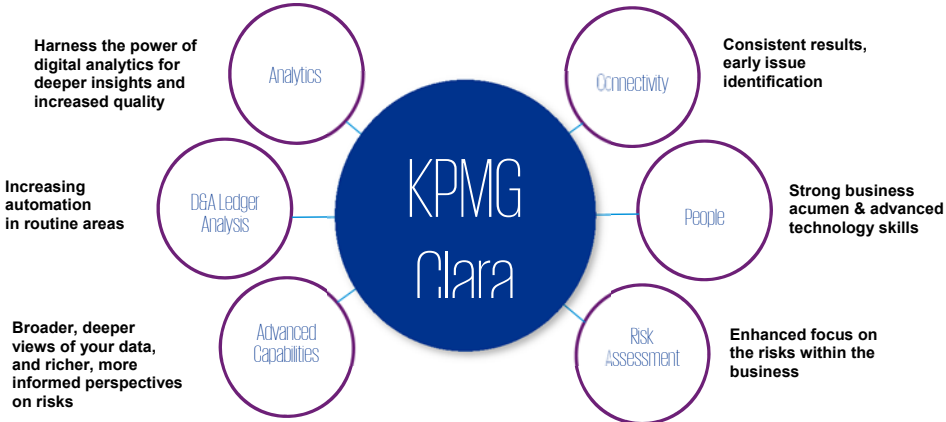 Harness the power of
digital analytics for
deeper insights and
increased quality
Analytics
Connectivity
Consistent results,
early issue
identification
Increasing
automation
in routine areas
D&A Ledger
Analysis
KPMG
Clara
People
Strong business
acumen & advanced
technology skills
Broader, deeper
views of your data,
and richer, more
informed perspectives
on risks
Advanced
Capabilities
Risk
Assessment
Enhanced focus on
the risks within the
business